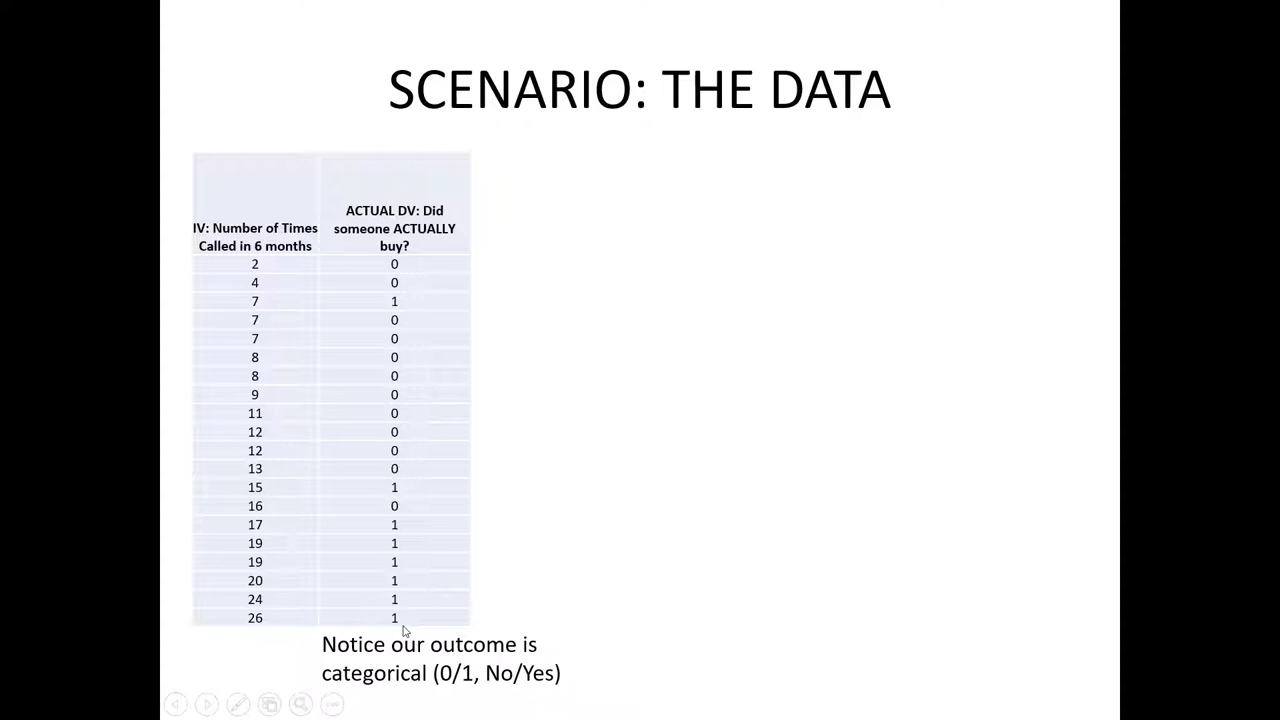 SCENARIO: THE DATA
IV: Number of Times
Called in 6 months
ACTUAL DV: Did
someone ACTUALLY
buy?
2 0
4 0
7 1
7 0
7 0
8 0
8 0
9 0
11 0
12 0
12 0
13 0
15 1
16 0
17 1
19 1
19 1
20 1
24 1
26 1
Notice our outcome is
categorical (0/1, No/Yes)